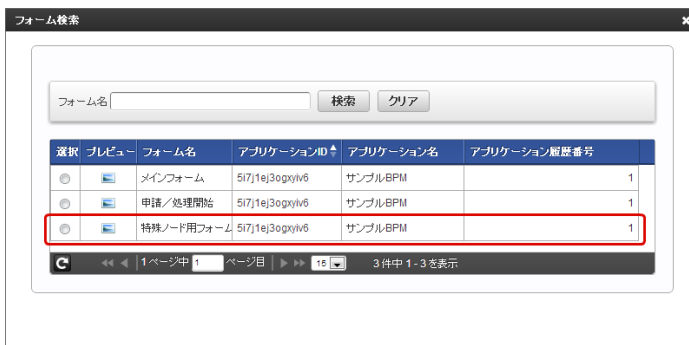 フォーム検索
フォーム名 検索 クリア
選択 プレビュー フォーム名 アプリケーションID アプリケーション名 アプリケーション履歴番号
メインフォーム 5i7j1ej3ogxyiv6 サンプルBPM 1
申請／処理開始 5i7j1ej3ogxyiv6 サンプルBPM 1
特殊ノード用フォーム 5i7j1ej3ogxyiv6 サンプルBPM 1
1ページ中 1 ページ目 15 3件中 1 - 3 を表示